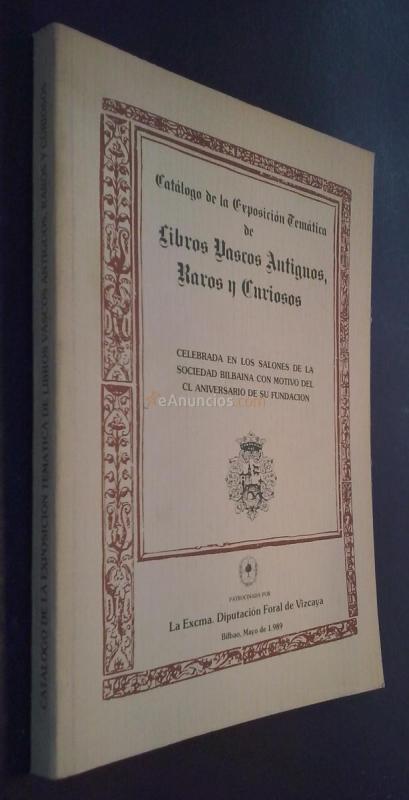 CATALOGO DE LA EXPOSICION TEMATICA DE LIBROS VASCOS ANTIGUOS, RAROS Y CURIOSOS
Catálogo de la Exposición Temática
de
Libros Vascos Antiguos,
Raros y Curiosos
CELEBRADA EN LOS SALONES DE LA
SOCIEDAD BILBAINA CON MOTIVO DEL
CL ANIVERSARIO DE SU FUNDACION
eAnuncios.com
PATROCINADA POR
La Excma. Diputación Foral de Vizcaya
Bilbao, Mayo de 1.989